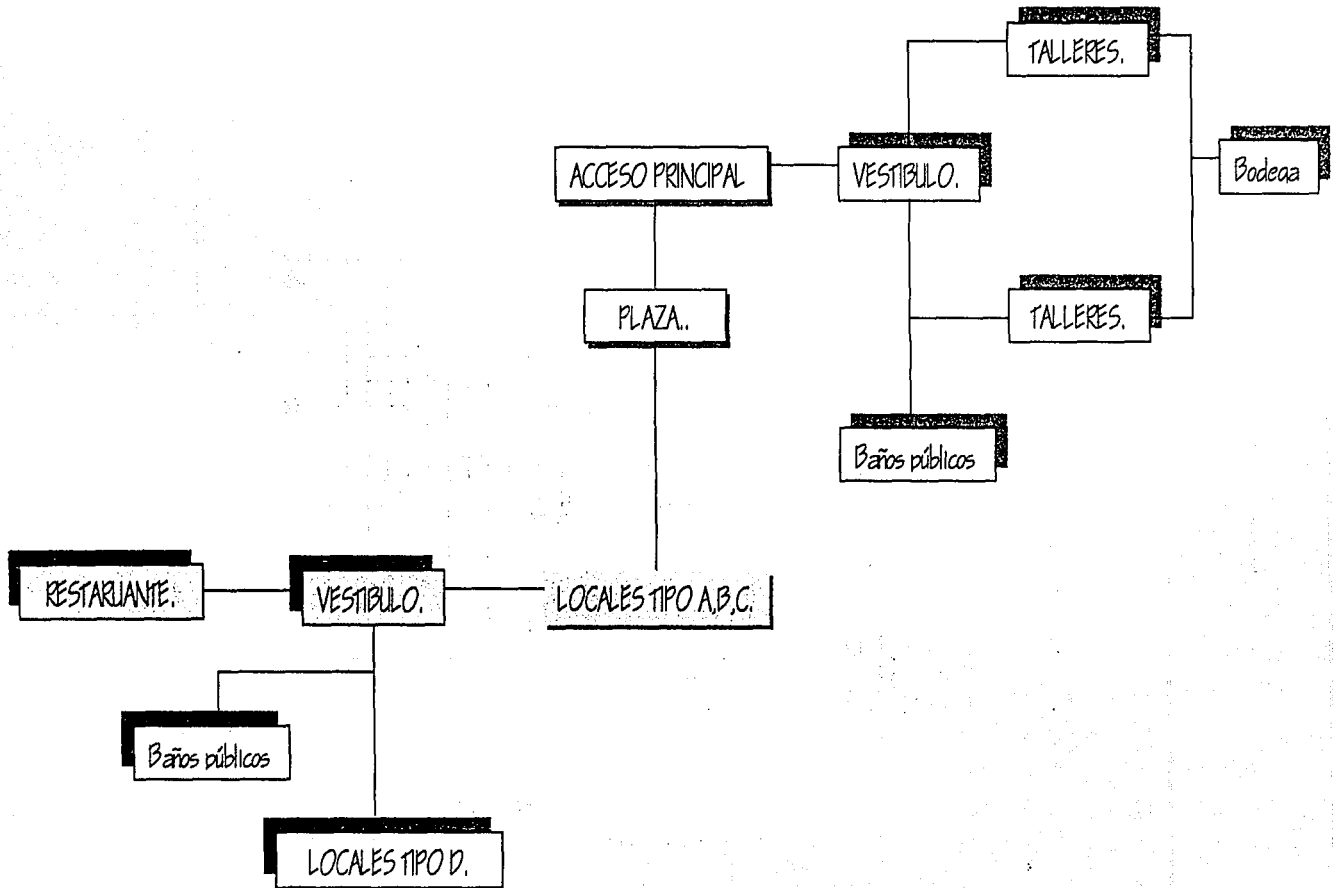 TALLERES.
ACCESO PRINCIPAL
VESTIBULO.
Bodega
PLAZA..
TALLERES.
Baños públicos
RESTARUANTE.
VESTIBULO.
LOCALES TIPO A,B,C.
Baños públicos
LOCALES TIPO D.